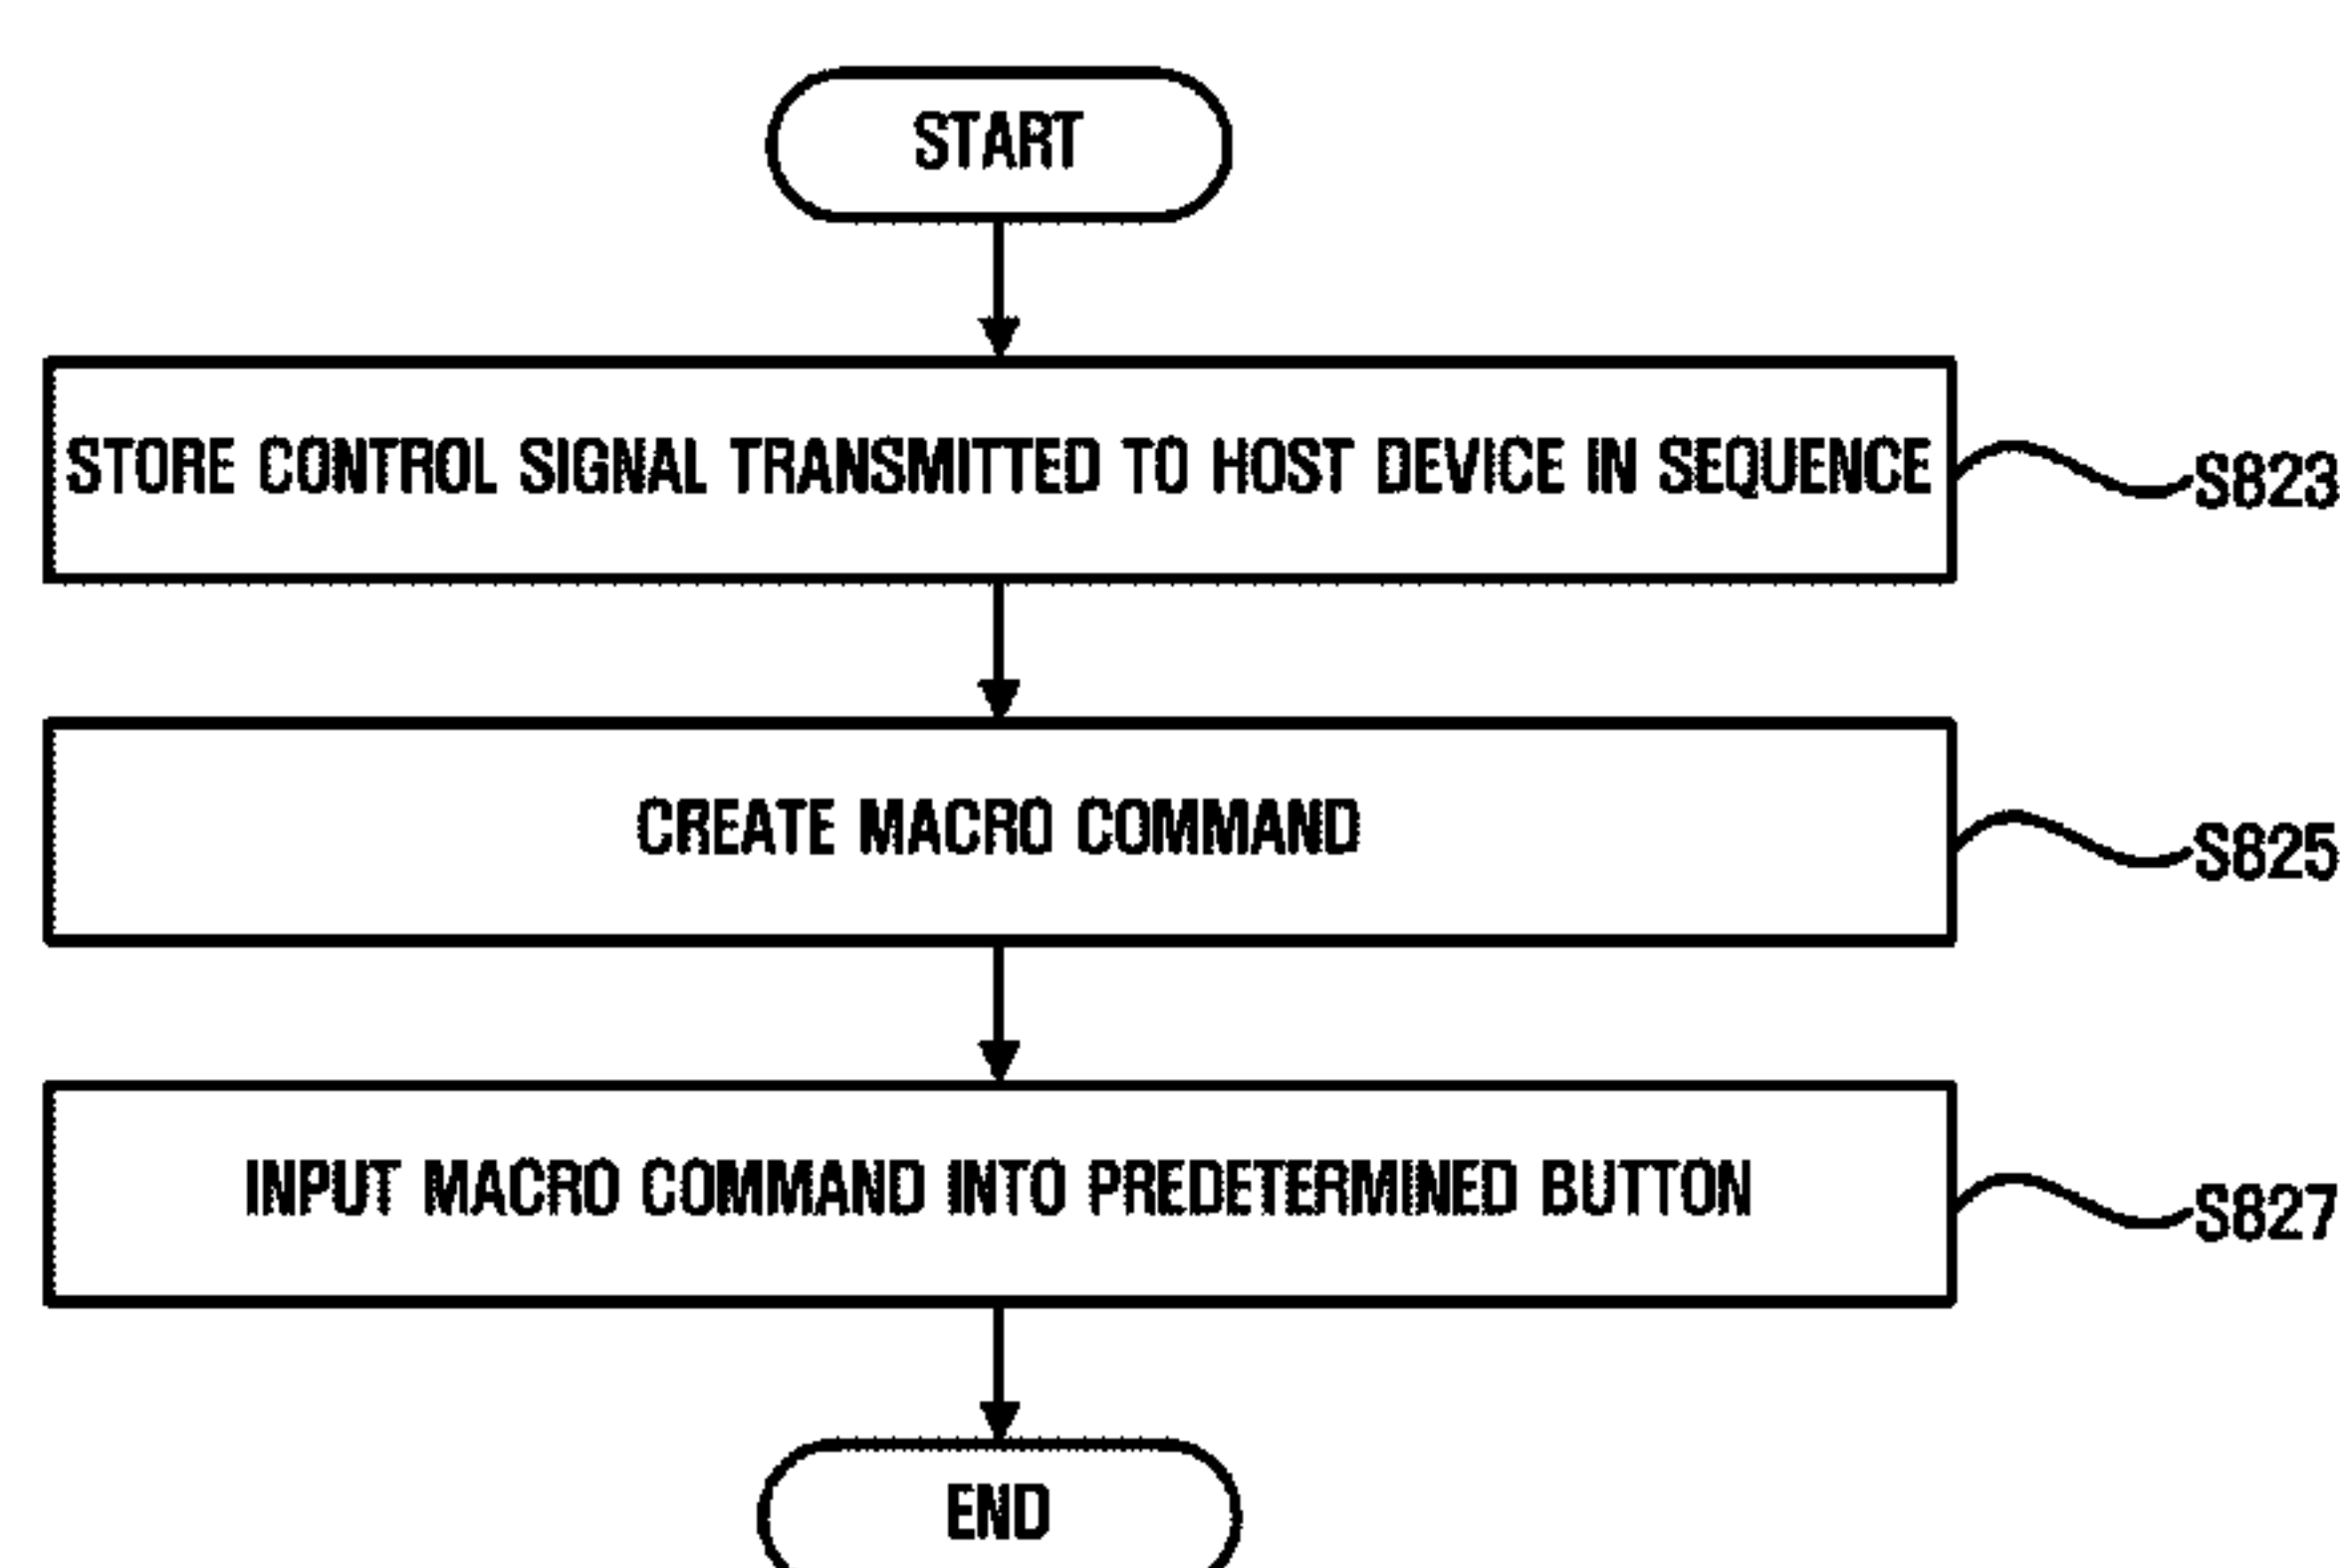 START
STORE CONTROL SIGNAL TRANSMITTED TO HOST DEVICE IN SEQUENCE
S823
CREATE MACRO COMMAND
S825
INPUT MACRO COMMAND INTO PREDETERMINED BUTTON
S827
END